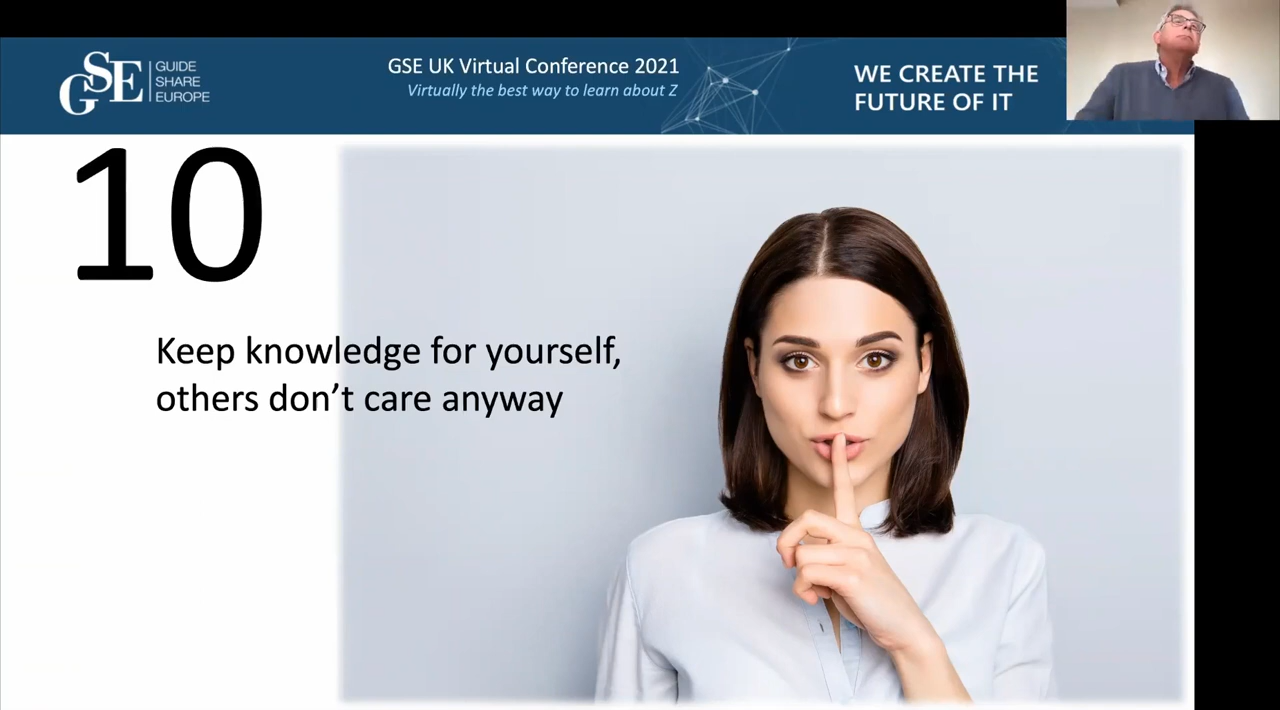 GSE
GUIDE
SHARE
EUROPE
GSE UK Virtual Conference 2021
Virtually the best way to learn about Z
WE CREATE THE
FUTURE OF IT
10
Keep knowledge for yourself,
others don’t care anyway